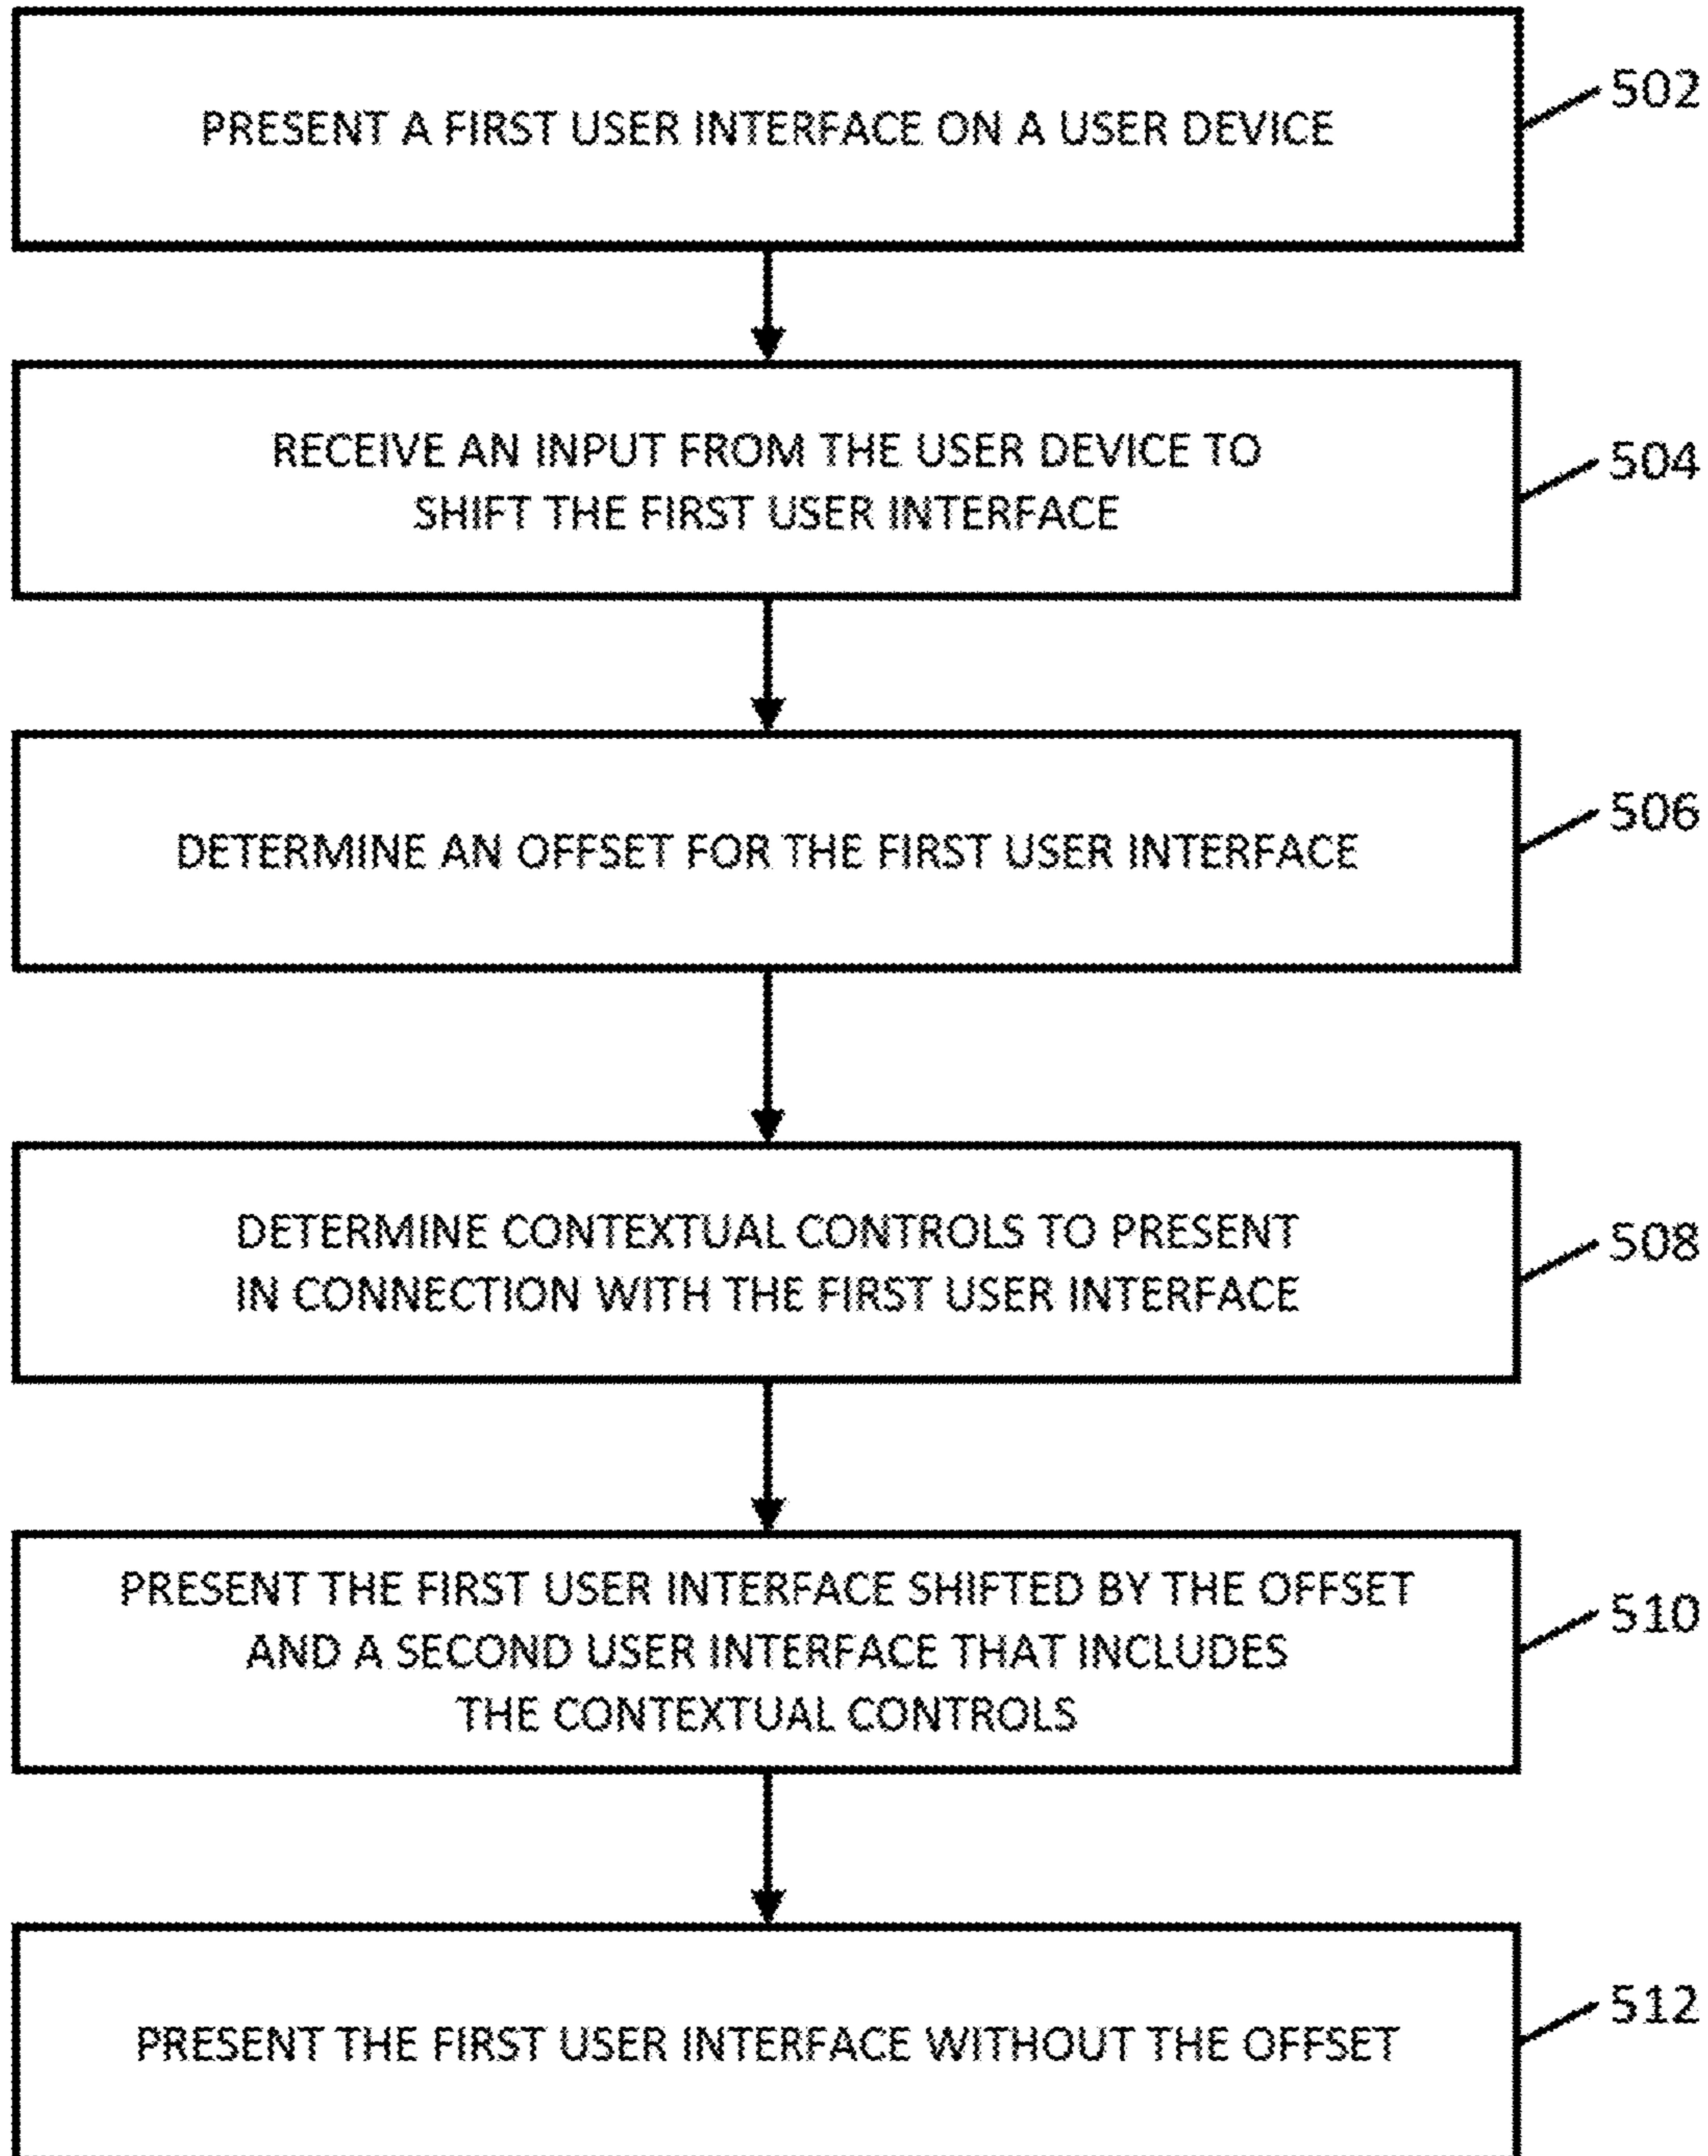 PRESENT A FIRST USER INTERFACE ON A USER DEVICE
502
RECEIVE AN INPUT FROM THE USER DEVICE TO
SHIFT THE FIRST USER INTERFACE
504
DETERMINE AN OFFSET FOR THE FIRST USER INTERFACE
506
DETERMINE CONTEXTUAL CONTROLS TO PRESENT
IN CONNECTION WITH THE FIRST USER INTERFACE
508
PRESENT THE FIRST USER INTERFACE SHIFTED BY THE OFFSET
AND A SECOND USER INTERFACE THAT INCLUDES
THE CONTEXTUAL CONTROLS
510
PRESENT THE FIRST USER INTERFACE WITHOUT THE OFFSET
512